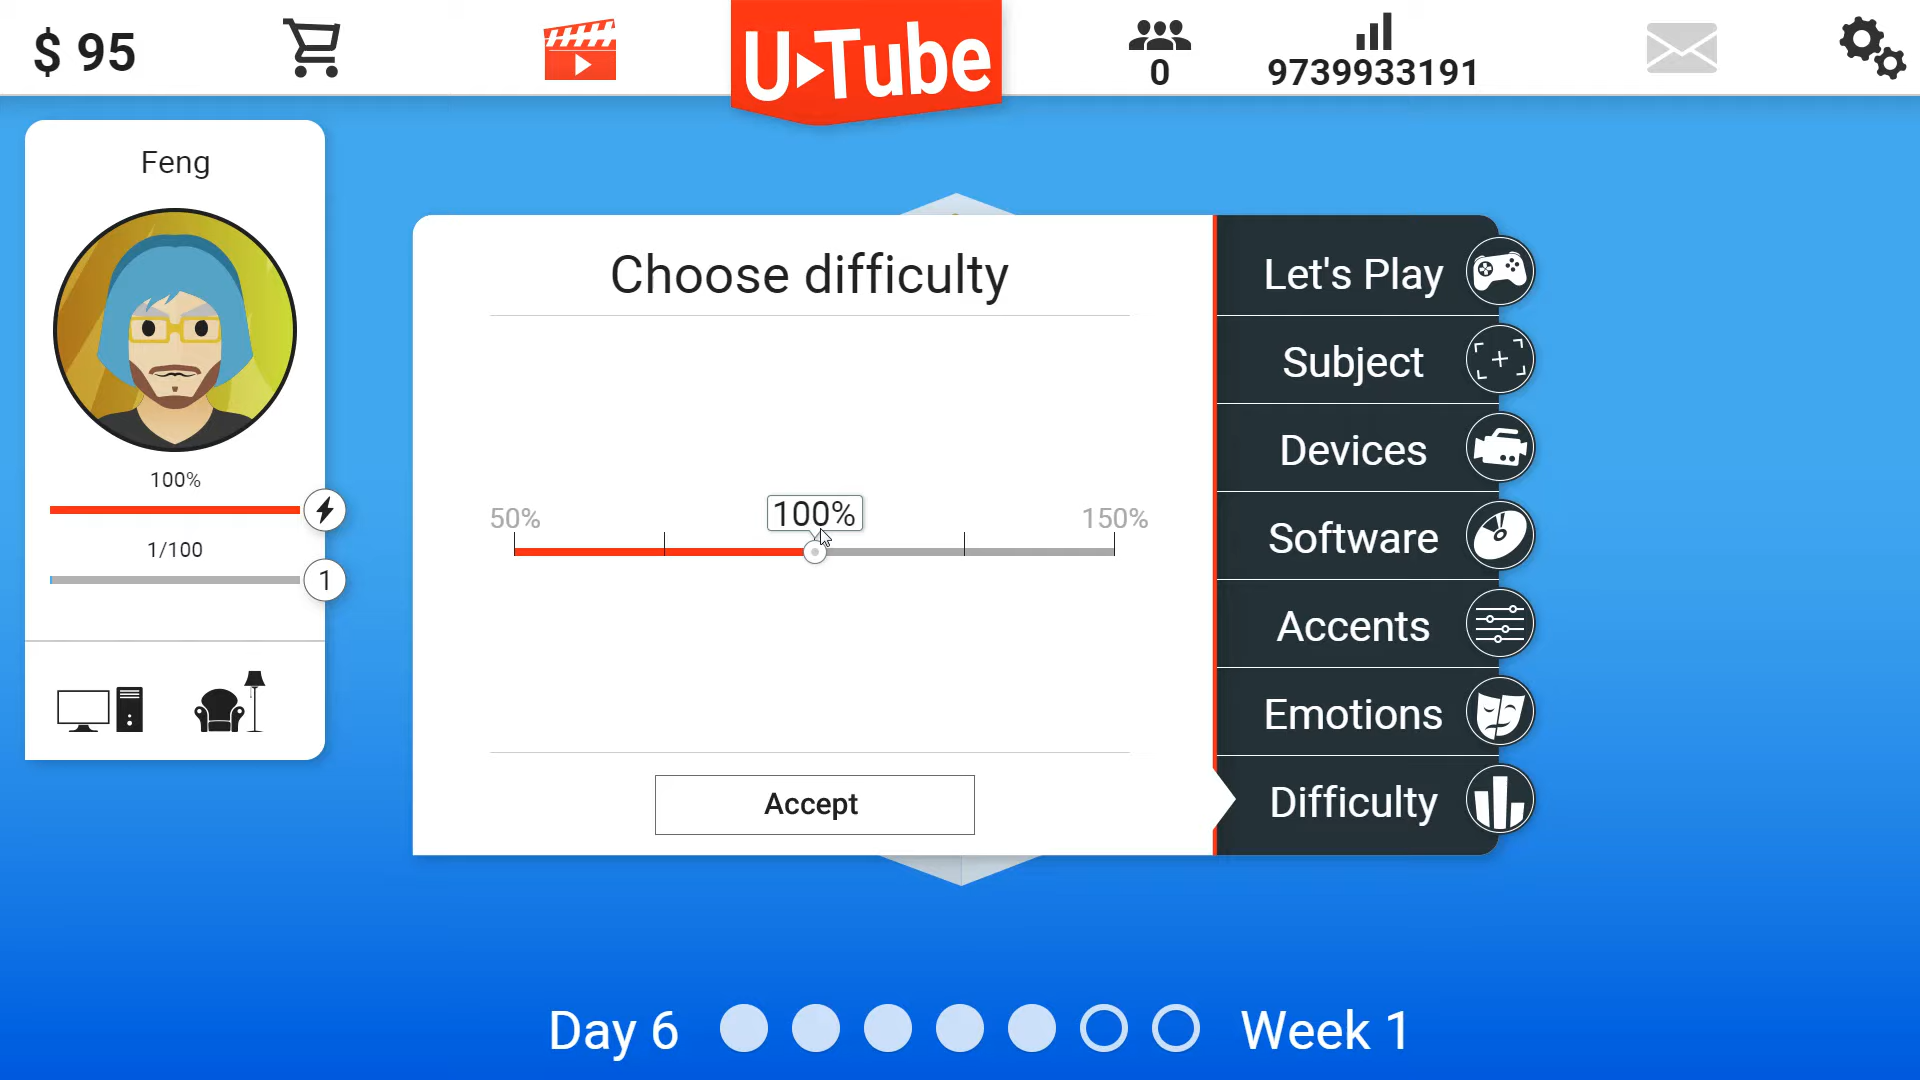 $ 95
U Tube
0
9739933191
Feng
100%
1/100
1
Choose difficulty
50%
100%
150%
Accept
Let's Play
Subject
Devices
Software
Accents
Emotions
Difficulty
Day 6
Week 1